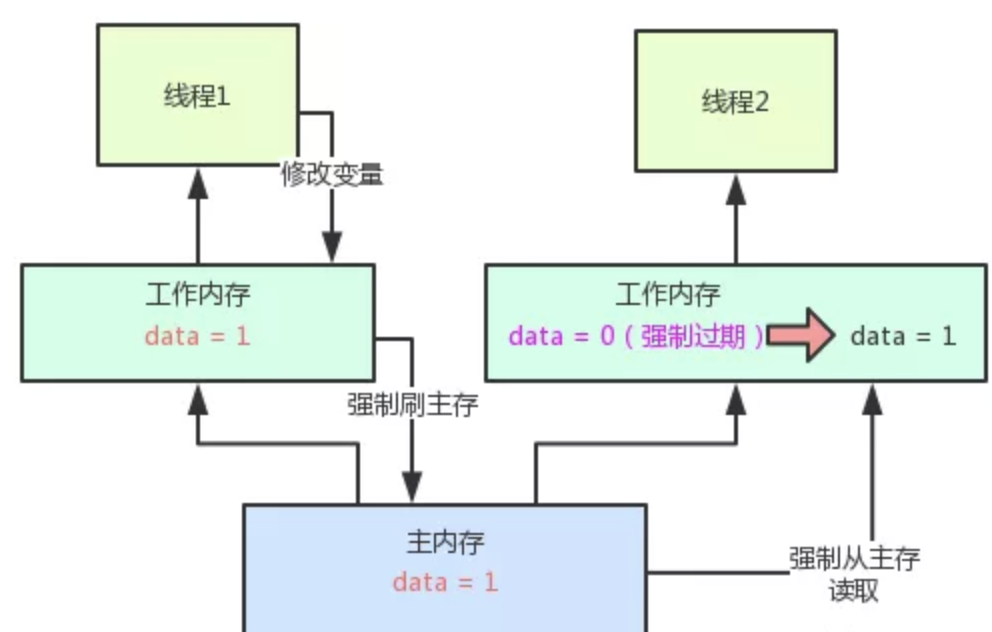 线程1
线程2
修改变量
工作内存
data = 1
工作内存
data = 0 ( 强制过期 )
data = 1
强制刷主存
主内存
data = 1
强制从主存
读取